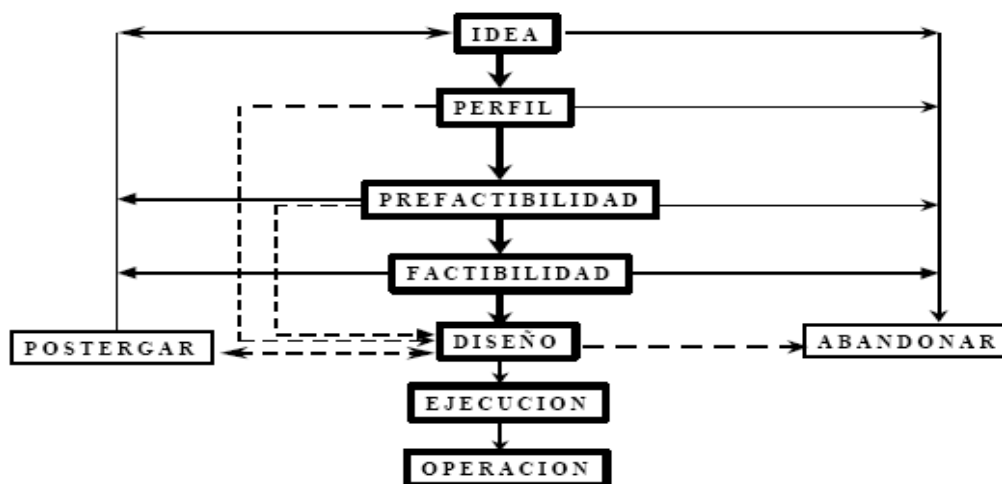 IDEA
PERFIL
PREFACTIBILIDAD
FACTIBILIDAD
POSTERGAR
DISEÑO
ABANDONAR
EJECUCION
OPERACION